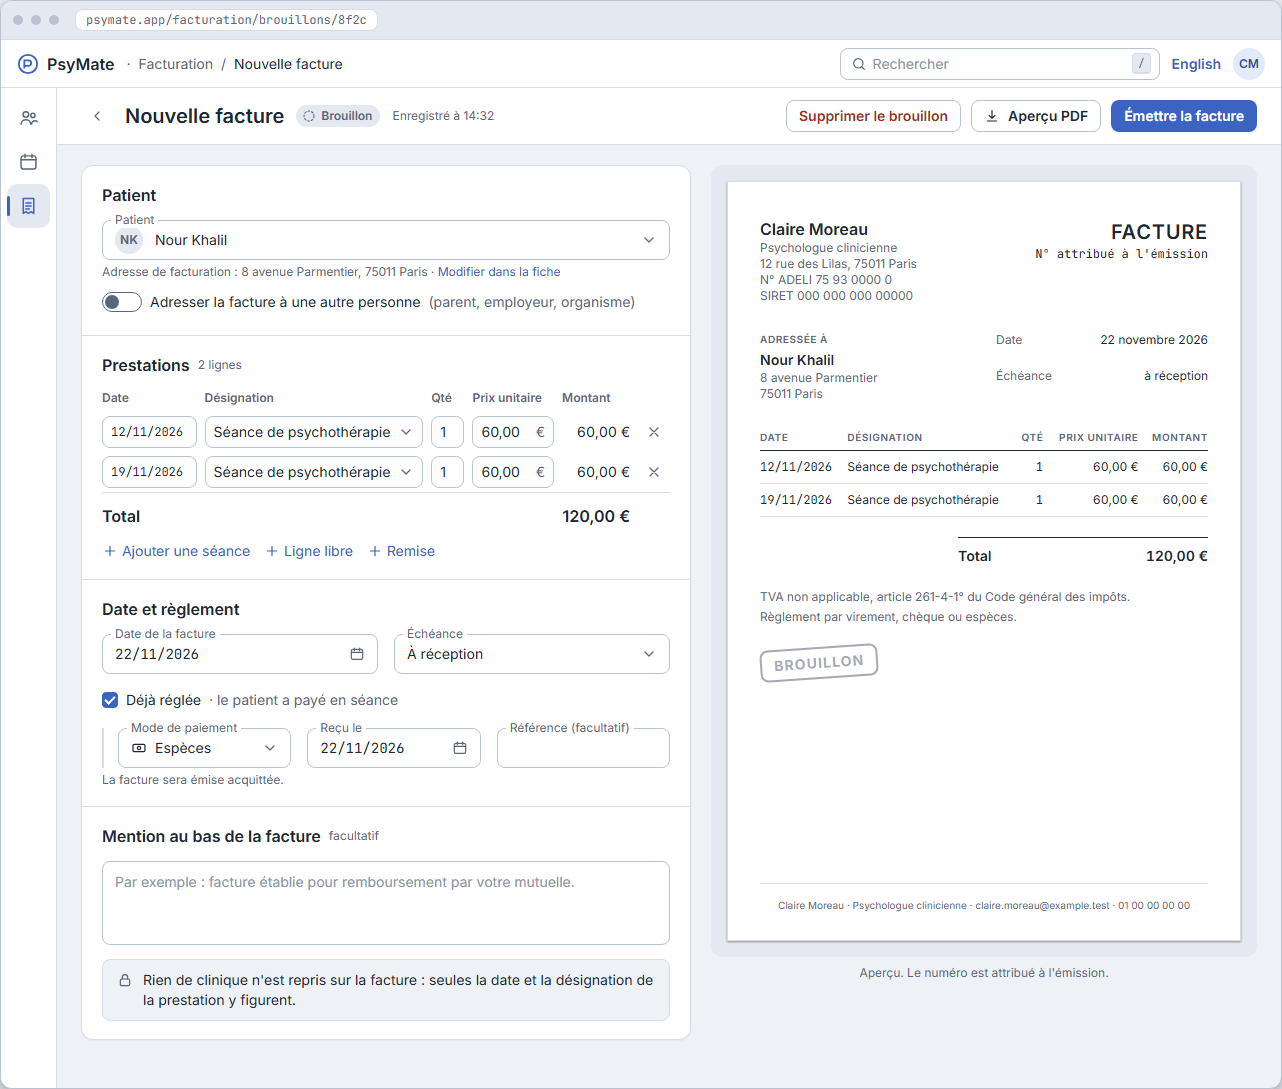 psymate.app/facturation/brouillons/8f2c
PsyMate · Facturation / Nouvelle facture
Rechercher /
English
CM
Nouvelle facture
Brouillon
Enregistré à 14:32
Supprimer le brouillon
Aperçu PDF
Émettre la facture
Patient
Patient
NK Nour Khalil
Adresse de facturation : 8 avenue Parmentier, 75011 Paris · Modifier dans la fiche
Adresser la facture à une autre personne (parent, employeur, organisme)
Prestations 2 lignes
Date Désignation Qté Prix unitaire Montant
12/11/2026 Séance de psychothérapie 1 60,00 € 60,00 €
19/11/2026 Séance de psychothérapie 1 60,00 € 60,00 €
Total 120,00 €
Ajouter une séance Ligne libre Remise
Date et règlement
Date de la facture
22/11/2026
Échéance
À réception
Déjà réglée · le patient a payé en séance
Mode de paiement
Espèces
Reçu le
22/11/2026
Référence (facultatif)
La facture sera émise acquittée.
Mention au bas de la facture facultatif
Par exemple : facture établie pour remboursement par votre mutuelle.
Rien de clinique n'est repris sur la facture : seules la date et la désignation de
la prestation y figurent.
Claire Moreau
Psychologue clinicienne
12 rue des Lilas, 75011 Paris
N° ADELI 75 93 0000 0
SIRET 000 000 000 00000
FACTURE
N° attribué à l'émission
ADRESSÉE À
Nour Khalil
8 avenue Parmentier
75011 Paris
Date 22 novembre 2026
Échéance à réception
DATE DÉSIGNATION QTÉ PRIX UNITAIRE MONTANT
12/11/2026 Séance de psychothérapie 1 60,00 € 60,00 €
19/11/2026 Séance de psychothérapie 1 60,00 € 60,00 €
Total 120,00 €
TVA non applicable, article 261-4-1° du Code général des impôts.
Règlement par virement, chèque ou espèces.
BROUILLON
Claire Moreau · Psychologue clinicienne · claire.moreau@example.test · 01 00 00 00 00
Aperçu. Le numéro est attribué à l'émission.